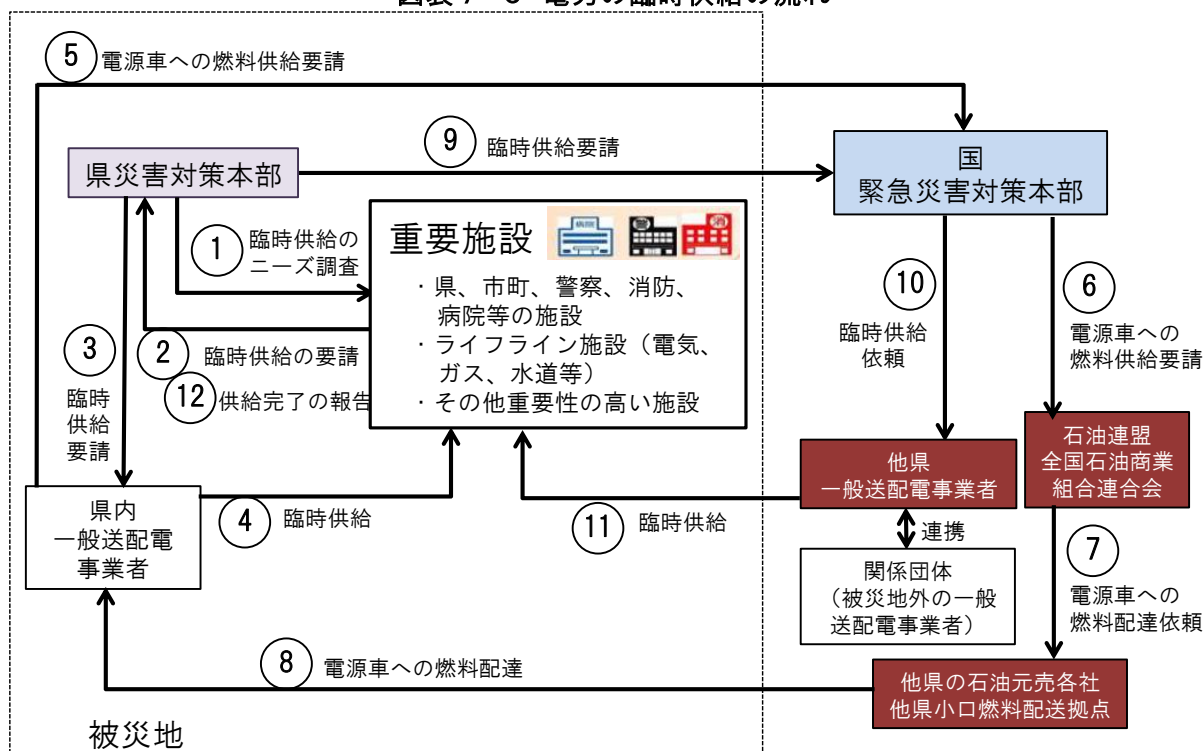 ⑤ 電源車への燃料供給要請
⑨ 臨時供給要請
県災害対策本部
国
緊急災害対策本部
① 臨時供給の
ニーズ調査
重要施設
病院
・県、市町、警察、消防、
病院等の施設
・ライフライン施設（電気、
ガス、水道等）
・その他重要性の高い施設
② 臨時供給の要請
⑫ 供給完了の報告
③
臨時
供給
要請
⑩
臨時供給
依頼
⑥
電源車への
燃料供給要請
県内
一般送配電
事業者
④ 臨時供給
⑪ 臨時供給
他県
一般送配電事業者
石油連盟
全国石油商業
組合連合会
連携
関係団体
（被災地外の一般
送配電事業者）
⑦
電源車への
燃料配達依頼
⑧ 電源車への燃料配達
他県の石油元売各社
他県小口燃料配送拠点
被災地